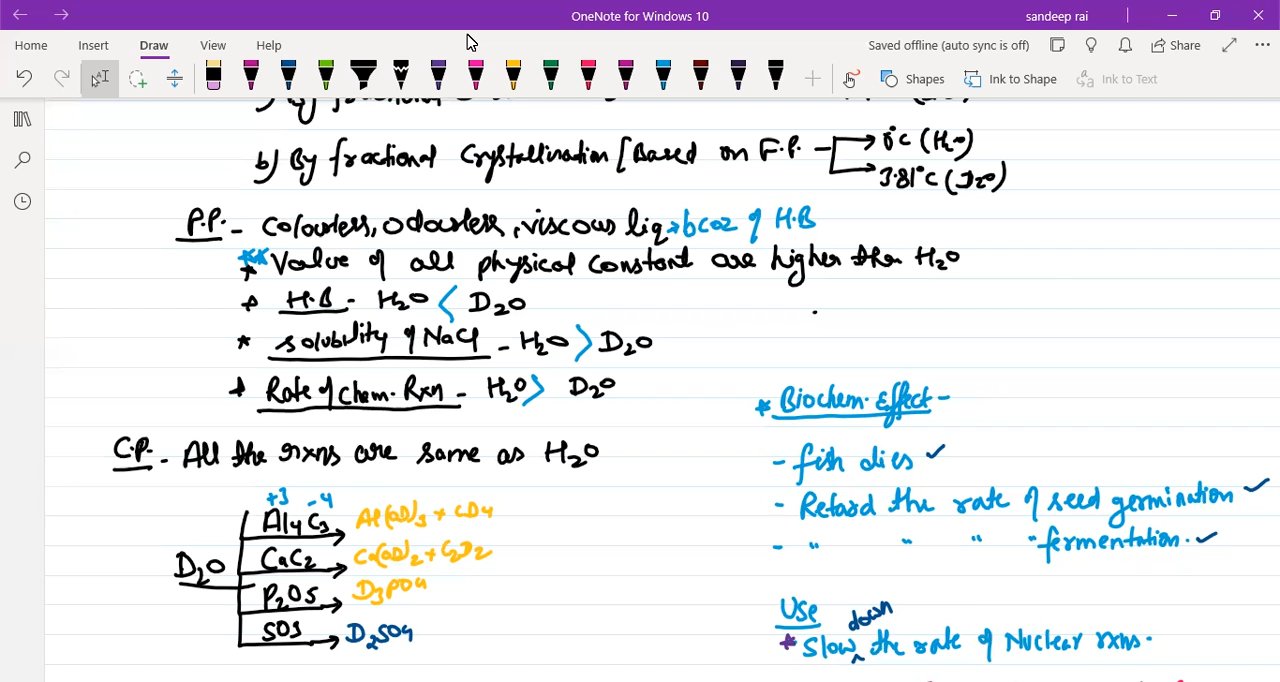 OneNote for Windows 10
sandeep rai
Home Insert Draw View Help
Saved offline (auto sync is off)
Share
Shapes
Ink to Shape
Ink to Text
b) By fractional Crystallination [Based on F.P. - 0°C (H2O)
3.81°C (D2O)
P.P. - Colourless, odourless, viscous liq → bcoz of H.B
** Value of all physical constant are higher than H2O
* H.B - H2O < D2O
* solubility of NaCl - H2O > D2O
* Rate of chem. Rxn - H2O > D2O
C.P. - All the rxns are same as H2O
+3 -4
D2O
Al4C3 → Al(OD)3 + CD4
CaC2 → Ca(OD)2 + C2D2
P2O5 → D3PO4
SO3 → D2SO4
* Biochem. Effect -
- fish dies ✓
- Retard the rate of seed germination ✓
- " " " " fermentation. ✓
Use
* Slow down the rate of Nuclear rxns.